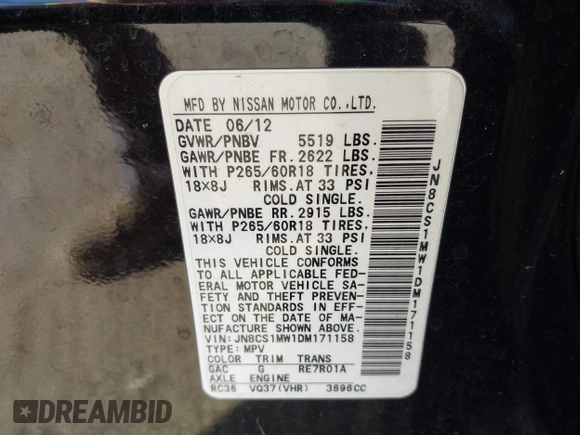 MFD BY NISSAN MOTOR CO.,LTD.
DATE 06/12
GVWR/PNBV 5519 LBS.
GAWR/PNBE FR. 2622 LBS.
WITH P265/60R18 TIRES.
18×8J RIMS. AT 33 PSI
COLD SINGLE.
GAWR/PNBE RR. 2915 LBS.
WITH P265/60R18 TIRES.
18×8J RIMS. AT 33 PSI
COLD SINGLE.
THIS VEHICLE CONFORMS
TO ALL APPLICABLE FED-
ERAL MOTOR VEHICLE SA-
FETY AND THEFT PREVEN-
TION STANDARDS IN EFF-
ECT ON THE DATE OF MA-
NUFACTURE SHOWN ABOVE.
VIN: JN8CS1MW1DM171158
TYPE: MPV
COLOR TRIM TRANS
GAC G RE7R01A
AXLE ENGINE
RC36 VQ37(VHR) 3696CC
JN8CS1MW1DM171158